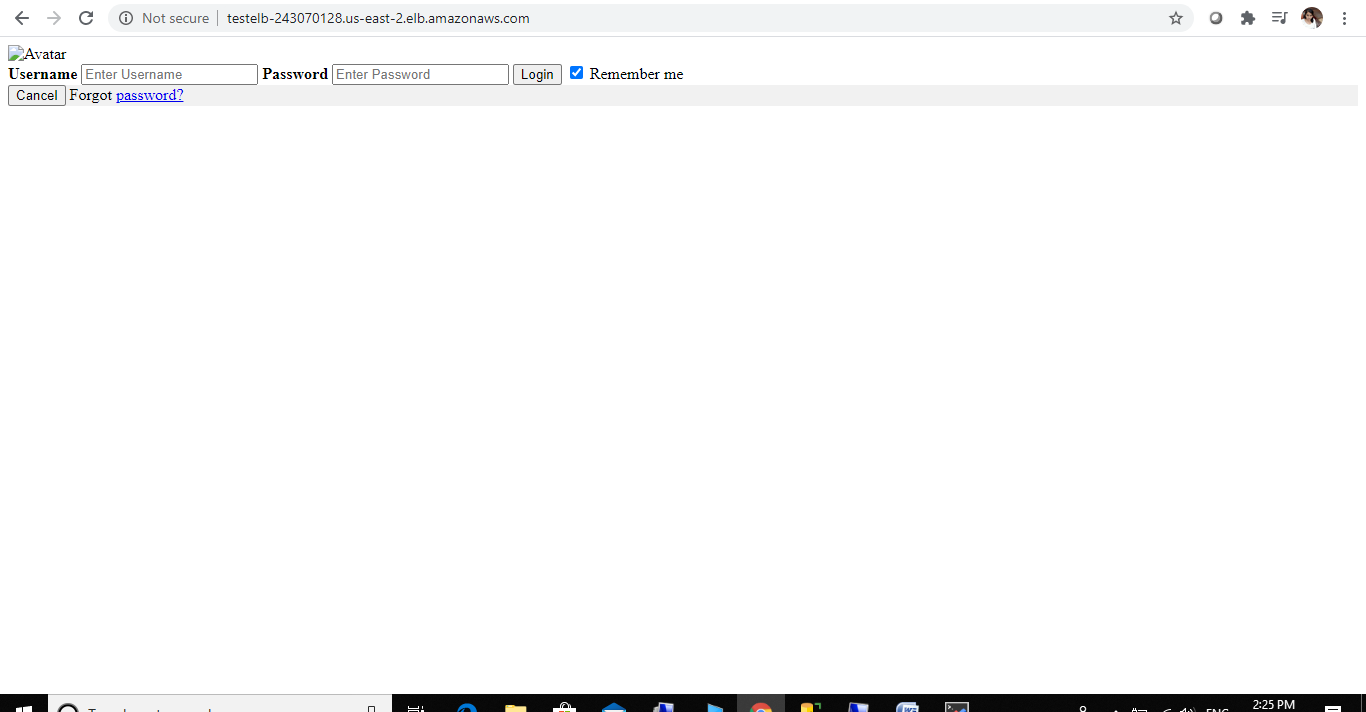 Not secure testelb-243070128.us-east-2.elb.amazonaws.com
Avatar
Username Enter Username Password Enter Password Login Remember me
Cancel Forgot password?
2:25 PM